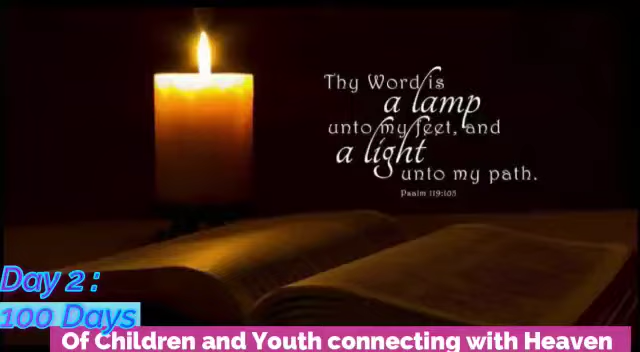 Thy Word is
a lamp
unto my feet, and
a light
unto my path.
Psalm 119:105
Day 2 :
100 Days
Of Children and Youth connecting with Heaven